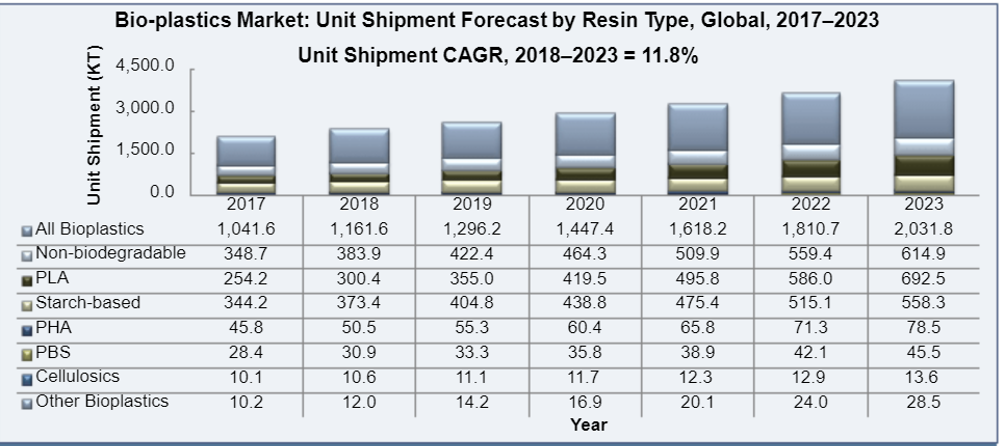 Bio-plastics Market: Unit Shipment Forecast by Resin Type, Global, 2017–2023
Unit Shipment CAGR, 2018–2023 = 11.8%
Unit Shipment (KT)
4,500.0
3,000.0
1,500.0
0.0
2017 2018 2019 2020 2021 2022 2023
All Bioplastics 1,041.6 1,161.6 1,296.2 1,447.4 1,618.2 1,810.7 2,031.8
Non-biodegradable 348.7 383.9 422.4 464.3 509.9 559.4 614.9
PLA 254.2 300.4 355.0 419.5 495.8 586.0 692.5
Starch-based 344.2 373.4 404.8 438.8 475.4 515.1 558.3
PHA 45.8 50.5 55.3 60.4 65.8 71.3 78.5
PBS 28.4 30.9 33.3 35.8 38.9 42.1 45.5
Cellulosics 10.1 10.6 11.1 11.7 12.3 12.9 13.6
Other Bioplastics 10.2 12.0 14.2 16.9 20.1 24.0 28.5
Year